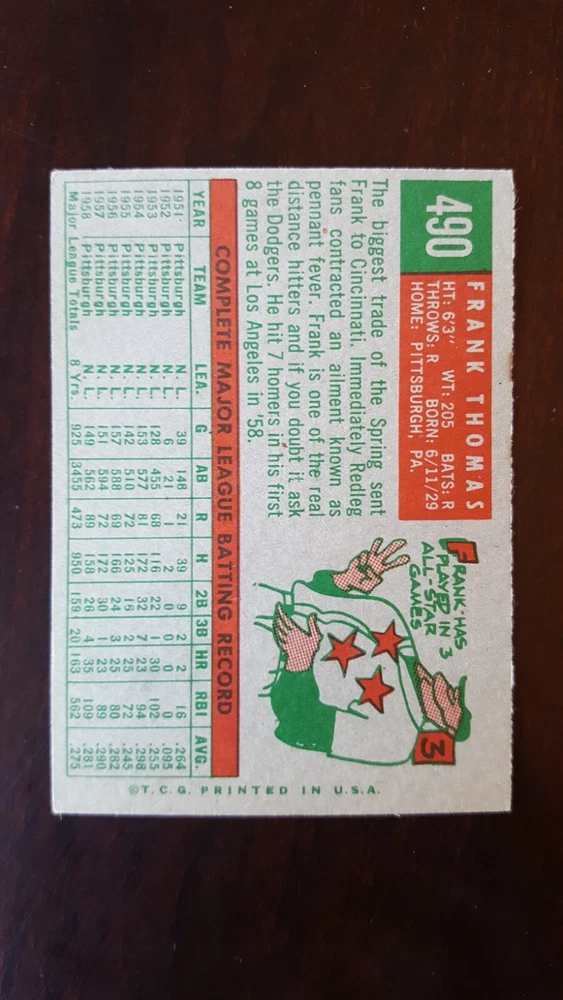 490
FRANK THOMAS
HT: 6'3" WT: 205 BATS: R
THROWS: R BORN: 6/11/29
HOME: PITTSBURGH, PA.
The biggest trade of the Spring sent
Frank to Cincinnati. Immediately Redleg
fans contracted an ailment known as
pennant fever. Frank is one of the real
distance hitters and if you doubt it ask
the Dodgers. He hit 7 homers in his first
8 games at Los Angeles in '58.
FRANK HAS
PLAYED IN 3
ALL-STAR
GAMES
3
COMPLETE MAJOR LEAGUE BATTING RECORD
YEAR TEAM LEA. G AB R H 2B 3B HR RBI AVG.
1951 Pittsburgh N. L. 39 148 21 39 9 2 2 16 .264
1952 Pittsburgh N. L. 6 21 1 2 0 0 0 0 .095
1953 Pittsburgh N. L. 128 455 68 116 22 1 30 102 .255
1954 Pittsburgh N. L. 153 577 81 172 32 7 23 94 .298
1955 Pittsburgh N. L. 142 510 72 125 16 2 25 72 .245
1956 Pittsburgh N. L. 157 588 69 166 24 3 25 80 .282
1957 Pittsburgh N. L. 151 594 72 172 30 1 23 89 .290
1958 Pittsburgh N. L. 149 562 89 158 26 4 35 109 .281
Major League Totals 8 Yrs. 925 3455 473 950 159 20 163 562 .275
©T.C.G. PRINTED IN U.S.A.